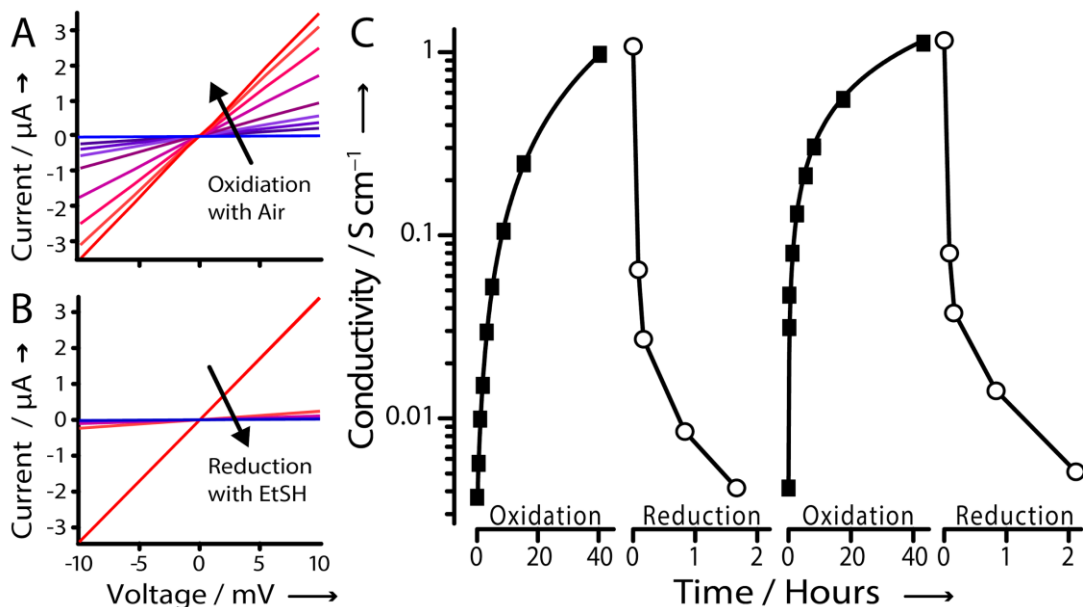 A
Current / µA →
3
2
1
0
-1
-2
-3
Oxidiation
with Air
-5
0
5
B
Current / µA →
3
2
1
0
-1
-2
-3
Reduction
with EtSH
-10
-5
0
5
10
Voltage / mV →
C
Conductivity / S cm⁻¹ →
1
0.1
0.01
Oxidation
Reduction
Oxidation
Reduction
0
20
40
0
1
2
0
20
40
0
1
2
Time / Hours →